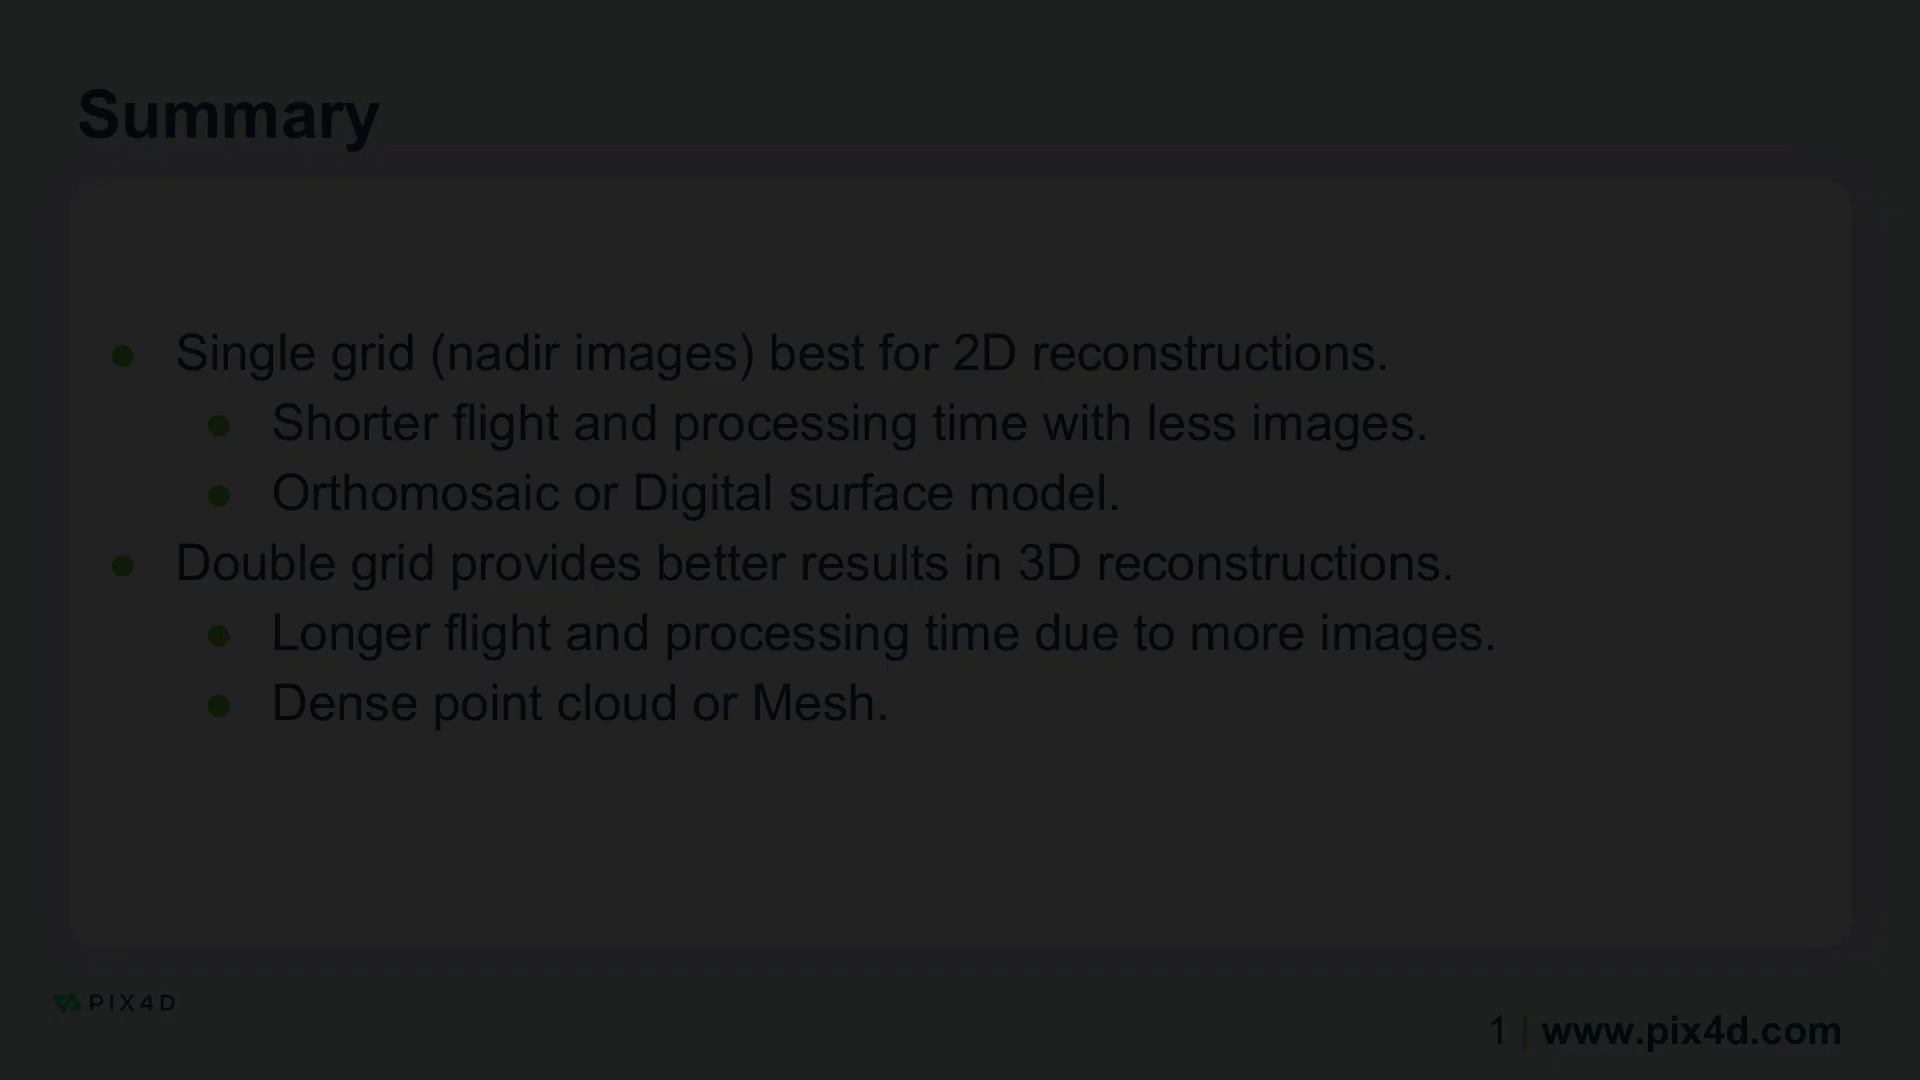 Summary
● Single grid (nadir images) best for 2D reconstructions.
● Shorter flight and processing time with less images.
● Orthomosaic or Digital surface model.
● Double grid provides better results in 3D reconstructions.
● Longer flight and processing time due to more images.
● Dense point cloud or Mesh.
PIX4D
1 | www.pix4d.com